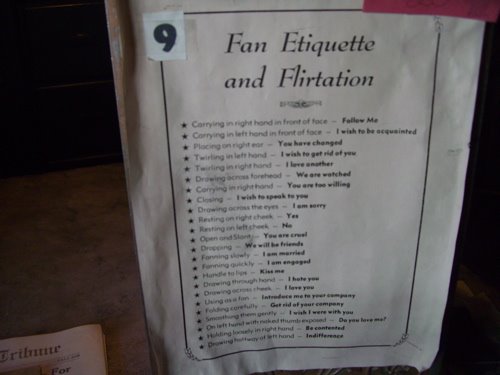 9
Fan Etiquette
and Flirtation
★ Carrying in right hand in front of face – Follow Me
★ Carrying in left hand in front of face – I wish to be acquainted
★ Placing on right ear – You have changed
★ Twirling in left hand – I wish to get rid of you
★ Twirling in right hand – I love another
★ Drawing across forehead – We are watched
★ Carrying in right hand – You are too willing
★ Closing – I wish to speak to you
★ Drawing across the eyes – I am sorry
★ Resting on right cheek – Yes
★ Resting on left cheek – No
★ Open and Slant – You are cruel
★ Dropping – We will be friends
★ Fanning slowly – I am married
★ Fanning quickly – I am engaged
★ Handle to lips – Kiss me
★ Drawing through hand – I hate you
★ Drawing across cheek – I love you
★ Using as a fan – Introduce me to your company
★ Folding carefully – Get rid of your company
★ Smoothing them gently – I wish I were with you
★ On left hand with naked thumb exposed – Do you love me?
★ Holding loosely in right hand – Be contented
★ Drawing halfway of left hand – Indifference
Tribune
For